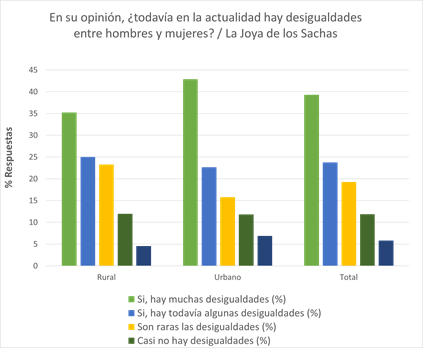 En su opinión, ¿todavía en la actualidad hay desigualdades
entre hombres y mujeres? / La Joya de los Sachas
% Respuestas
45
40
35
30
25
20
15
10
5
0
Rural
Urbano
Total
Si, hay muchas desigualdades (%)
Si, hay todavía algunas desigualdades (%)
Son raras las desigualdades (%)
Casi no hay desigualdades (%)